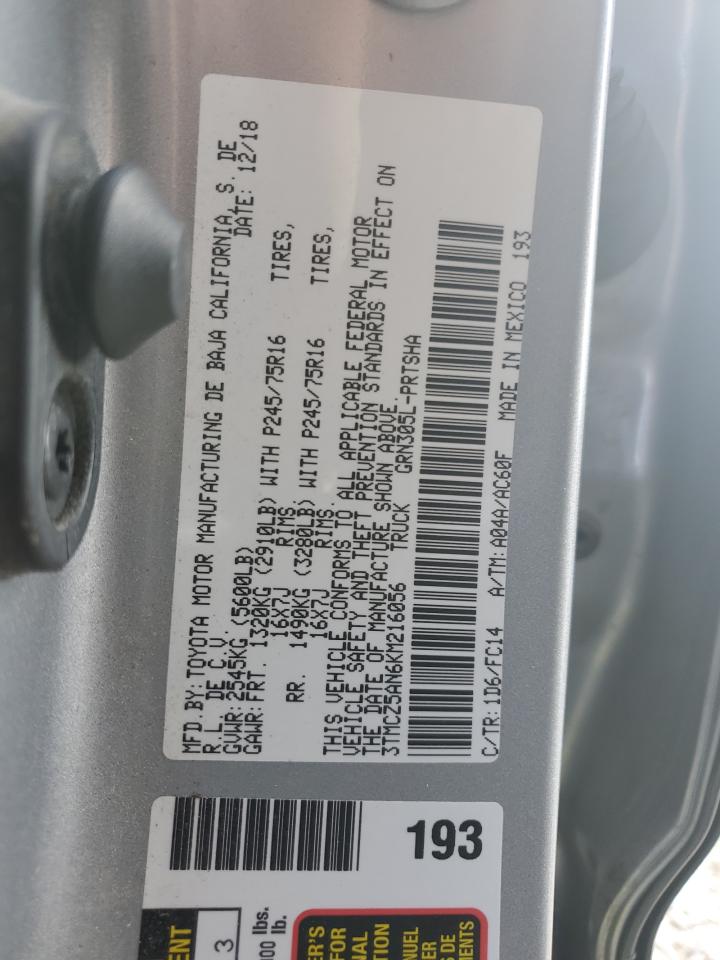 MFD.BY:TOYOTA MOTOR MANUFACTURING DE BAJA CALIFORNIA, S. DE
R.L. DE C.V. DATE: 12/18
GVWR:2545KG (5600LB)
GAWR:FRT. 1320KG (2910LB) WITH P245/75R16 TIRES,
16X7J RIMS,
RR. 1490KG (3280LB) WITH P245/75R16 TIRES,
16X7J RIMS,
THIS VEHICLE CONFORMS TO ALL APPLICABLE FEDERAL MOTOR
VEHICLE SAFETY AND THEFT PREVENTION STANDARDS IN EFFECT ON
THE DATE OF MANUFACTURE SHOWN ABOVE.
3TMCZ5AN6KM216056 TRUCK GRN305L-PRTSHA
C/TR:1D6/FC14 A/TM:A04A/AC60F MADE IN MEXICO 193
193
3
lbs.
lb.